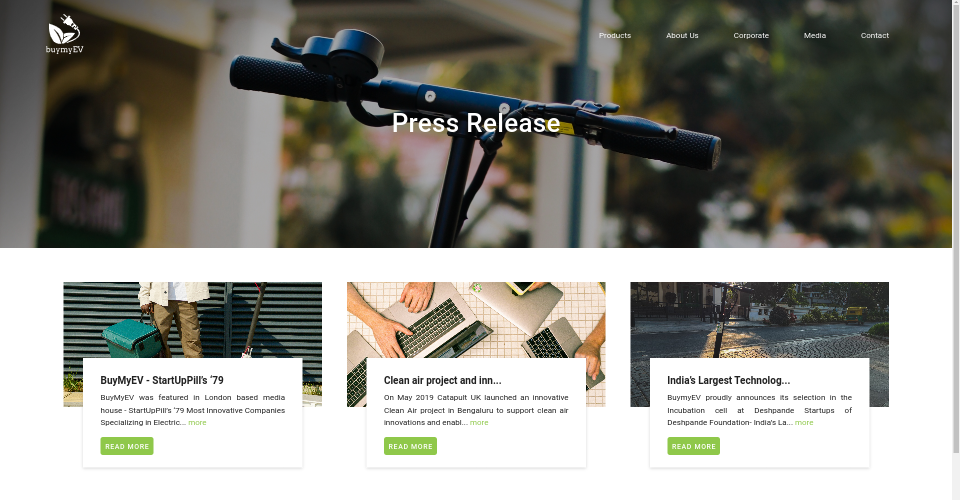 buymyEV
Products About Us Corporate Media Contact
Press Release
BuyMyEV - StartUpPill's '79
BuyMyEV was featured in London based media
house - StartUpPill's '79 Most Innovative Companies
Specializing in Electric... more
READ MORE
Clean air project and inn...
On May 2019 Catapult UK launched an innovative
Clean Air project in Bengaluru to support clean air
innovations and enabl... more
READ MORE
India's Largest Technolog...
BuymyEV proudly announces its selection in the
Incubation cell at Deshpande Startups of
Deshpande Foundation- India's La... more
READ MORE